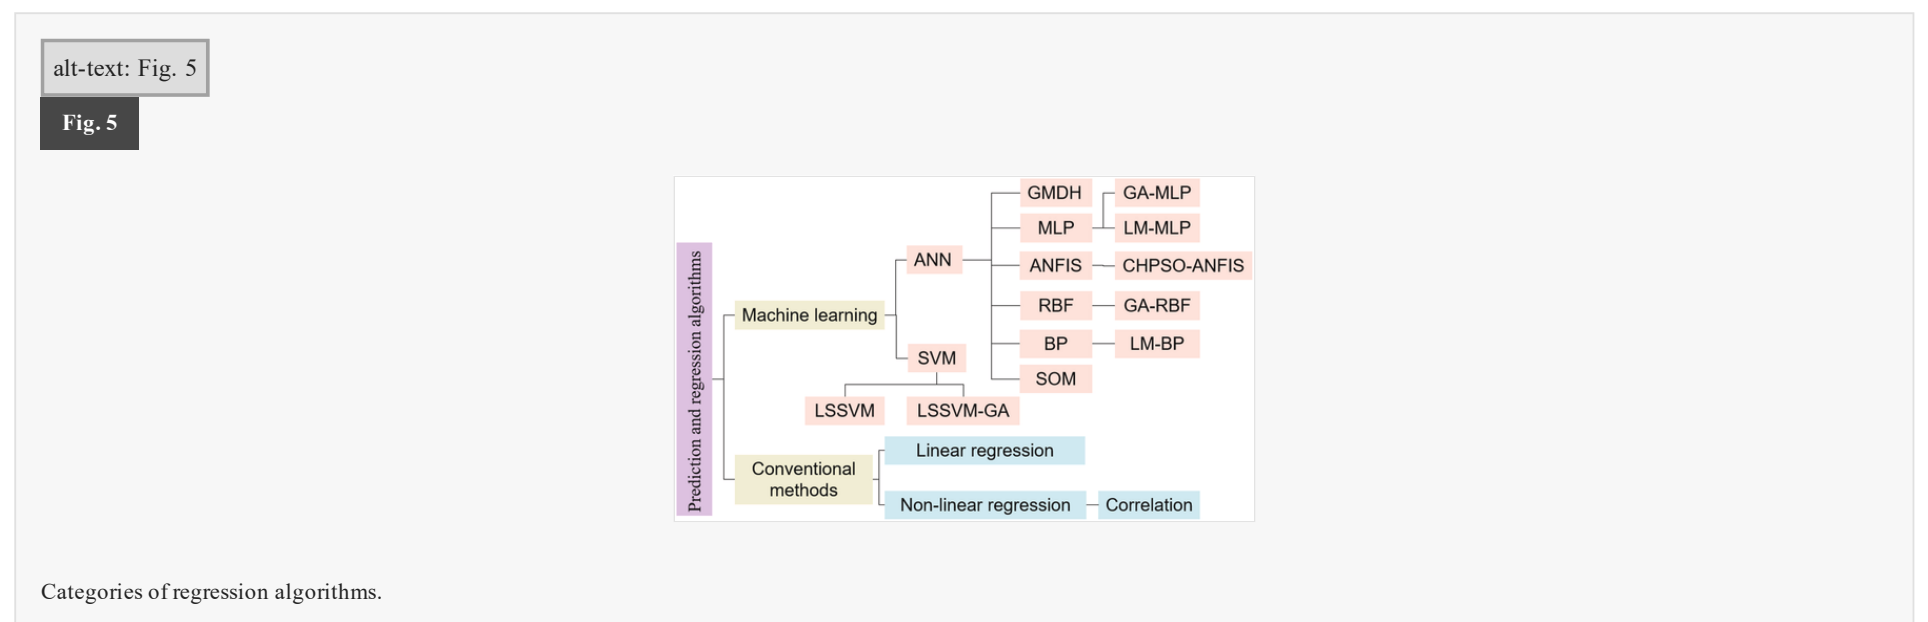 alt-text: Fig. 5
Fig. 5
Prediction and regression algorithms
Machine learning
ANN
GMDH
GA-MLP
MLP
LM-MLP
ANFIS
CHPSO-ANFIS
RBF
GA-RBF
BP
LM-BP
SOM
SVM
LSSVM
LSSVM-GA
Conventional
methods
Linear regression
Non-linear regression
Correlation
Categories of regression algorithms.